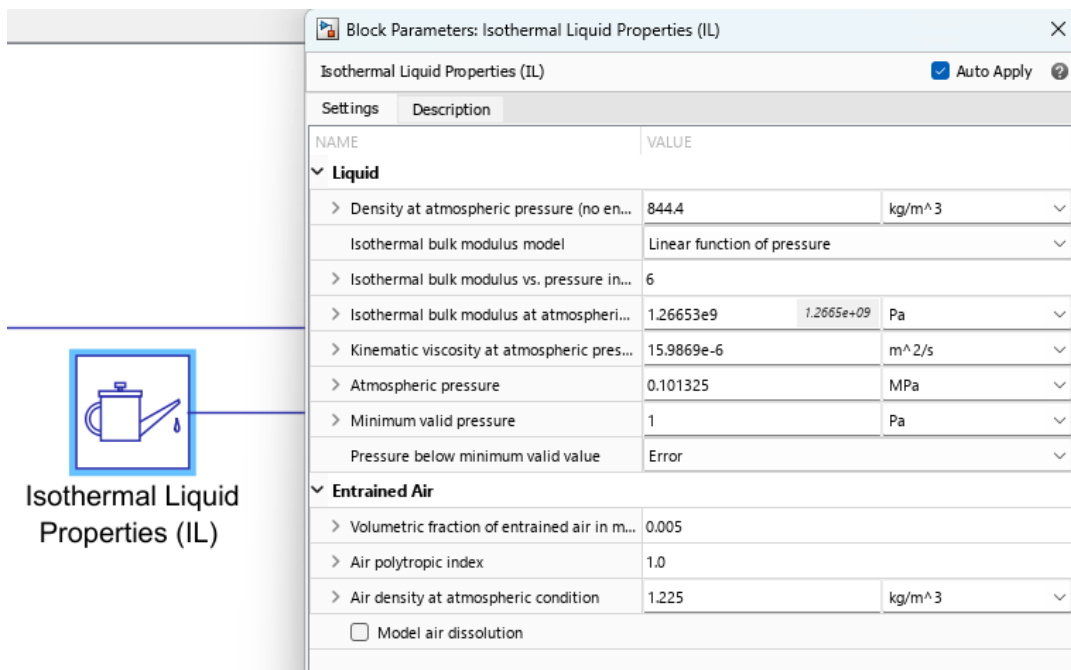 Block Parameters: Isothermal Liquid Properties (IL)
Isothermal Liquid Properties (IL) Auto Apply
Settings Description
NAME VALUE
Liquid
Density at atmospheric pressure (no en... 844.4 kg/m^3
Isothermal bulk modulus model Linear function of pressure
Isothermal bulk modulus vs. pressure in... 6
Isothermal bulk modulus at atmospheri... 1.26653e9 1.2665e+09 Pa
Kinematic viscosity at atmospheric pres... 15.9869e-6 m^2/s
Atmospheric pressure 0.101325 MPa
Minimum valid pressure 1 Pa
Pressure below minimum valid value Error
Entrained Air
Volumetric fraction of entrained air in m... 0.005
Air polytropic index 1.0
Air density at atmospheric condition 1.225 kg/m^3
Model air dissolution
Isothermal Liquid
Properties (IL)